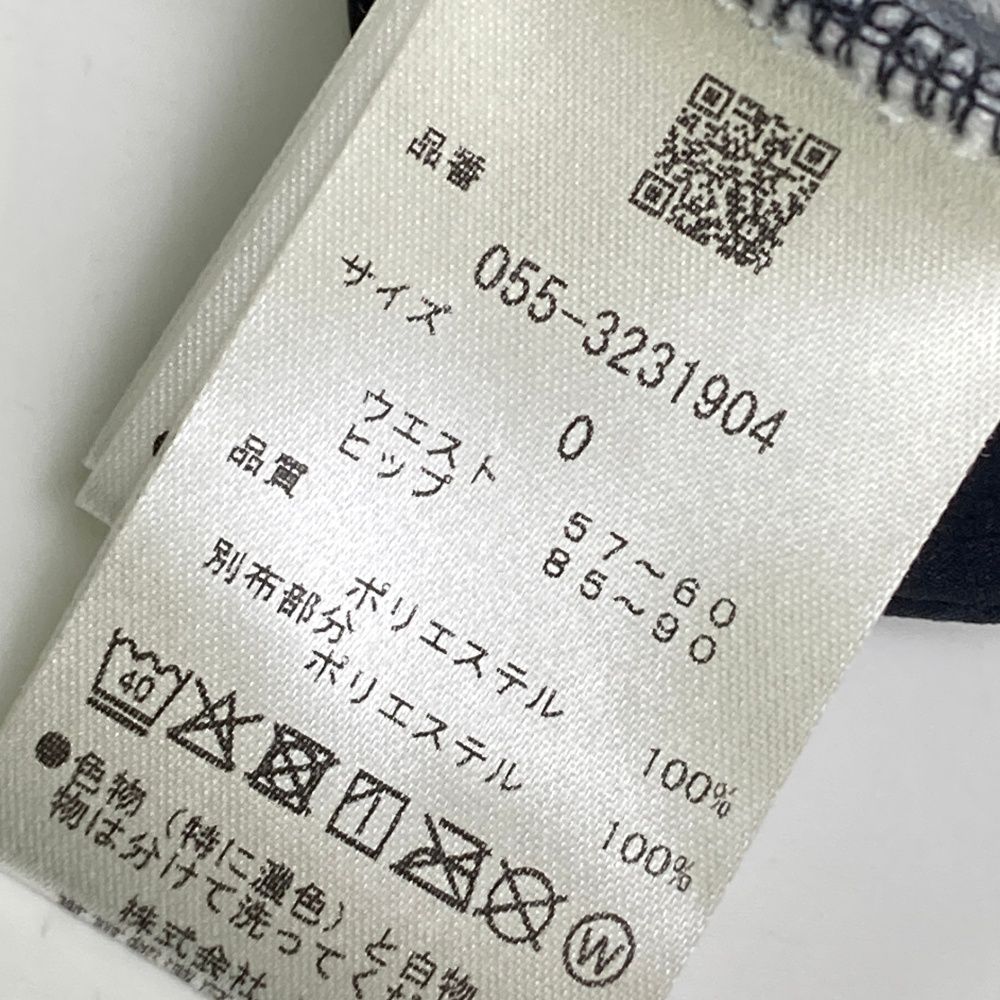 品番
055-3231904
サイズ
0
ウエスト 57～60
ヒップ 85～90
品質
ポリエステル 100%
別布部分
ポリエステル 100%
40
W
●色物（特に濃色）と白物
物は分けて洗ってくだ
株式会社